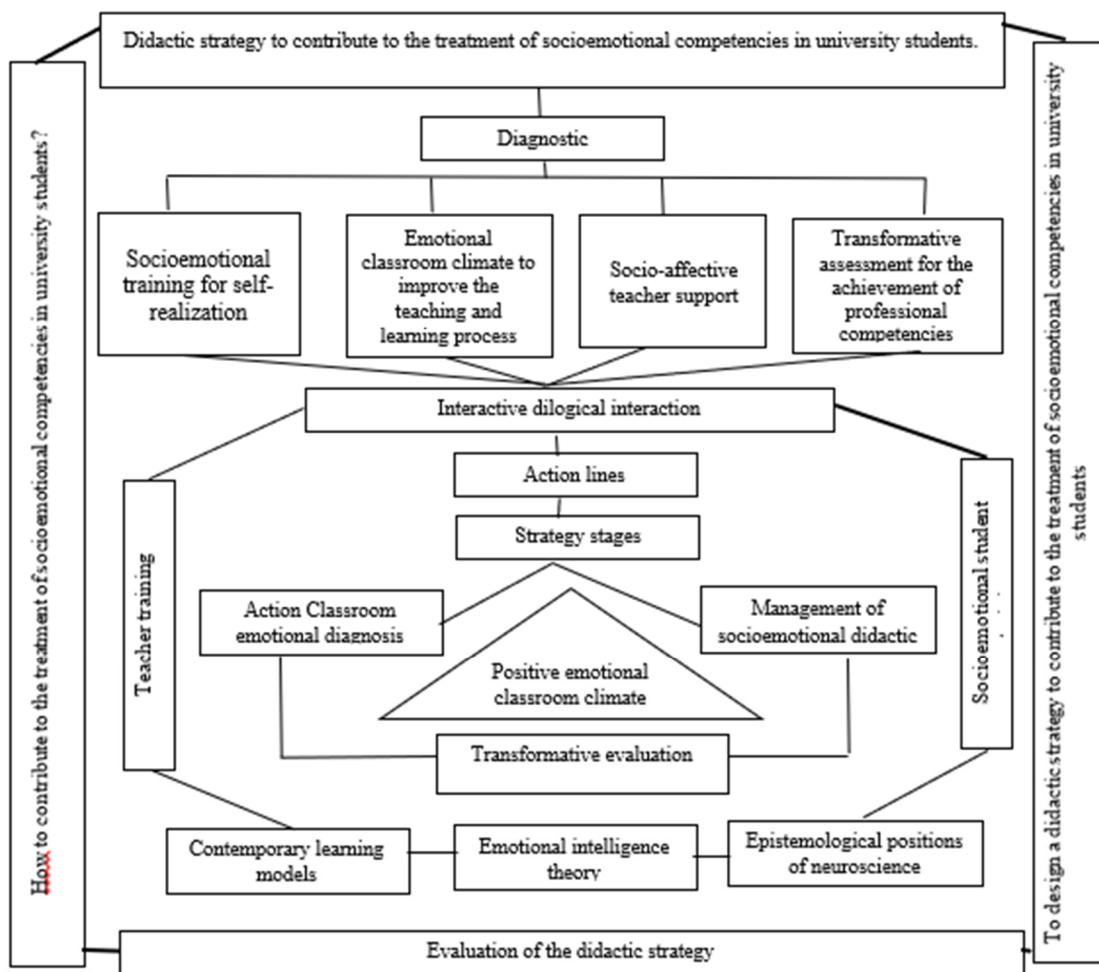 Didactic strategy to contribute to the treatment of socioemotional competencies in university students.
How to contribute to the treatment of socioemotional competencies in university students?
To design a didactic strategy to contribute to the treatment of socioemotional competencies in university
students
Diagnostic
Socioemotional
training for self-
realization
Emotional
classroom climate to
improve the
teaching and
learning process
Socio-affective
teacher support
Transformative
assessment for the
achievement of
professional
competencies
Interactive dilogical interaction
Action lines
Strategy stages
Teacher training
Socioemotional student
Action Classroom
emotional diagnosis
Management of
socioemotional didactic
Positive emotional
classroom climate
Transformative evaluation
Contemporary learning
models
Emotional intelligence
theory
Epistemological positions
of neuroscience
Evaluation of the didactic strategy